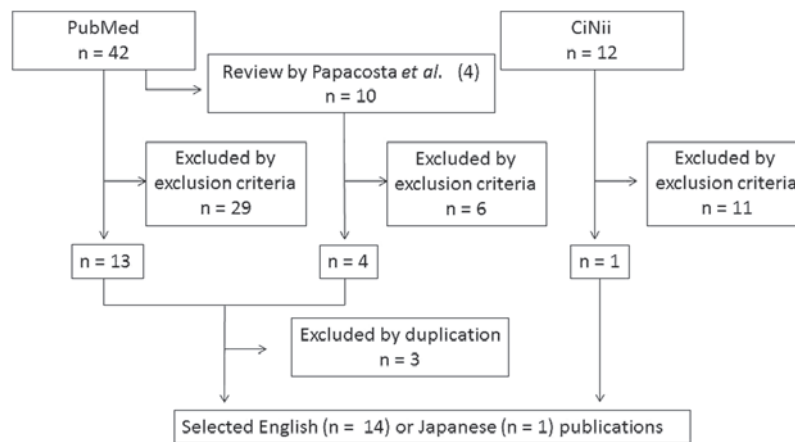 PubMed
n = 42
CiNii
n = 12
Review by Papacosta et al. (4)
n = 10
Excluded by
exclusion criteria
n = 29
Excluded by
exclusion criteria
n = 6
Excluded by
exclusion criteria
n = 11
n = 13
n = 4
n = 1
Excluded by duplication
n = 3
Selected English (n = 14) or Japanese (n = 1) publications